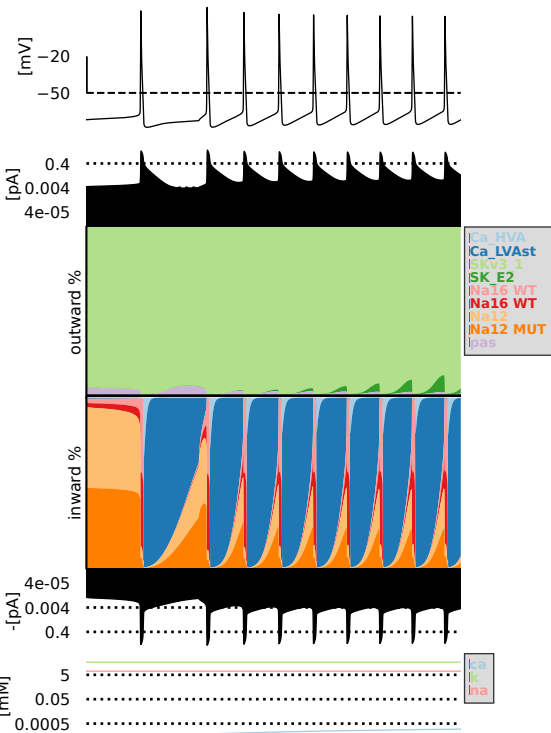 [mV]
−20
−50
[pA]
0.4
0.004
4e-05
outward %
Ca_HVA
Ca_LVAst
SKv3_1
SK_E2
Na16 WT
Na16 WT
Na12
Na12 MUT
pas
inward %
-[pA]
4e-05
0.004
0.4
[mM]
5
0.05
0.0005
ca
k
na